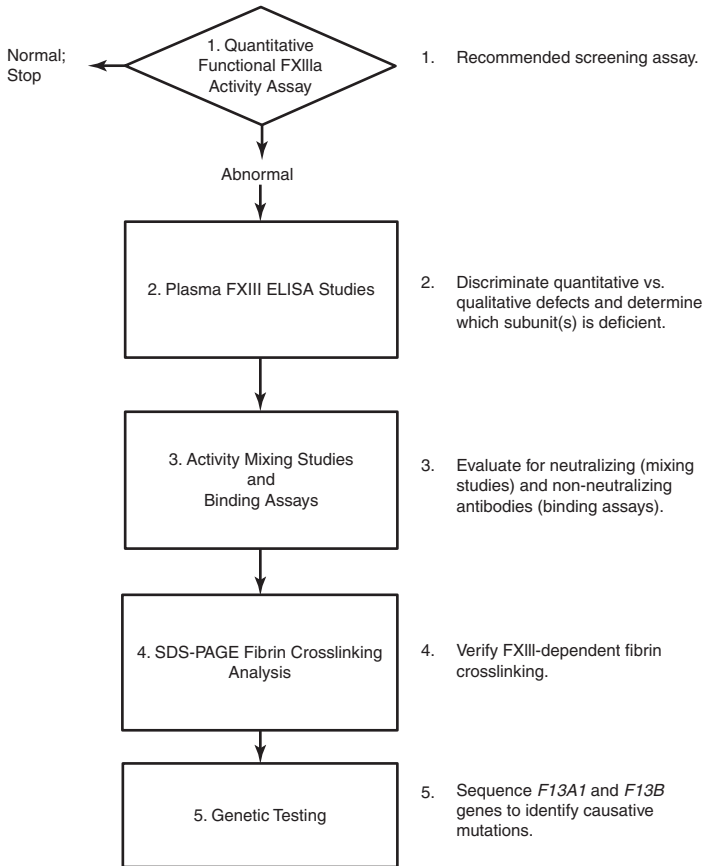 Normal;
Stop
1. Quantitative
Functional FXIIIa
Activity Assay
1. Recommended screening assay.
Abnormal
2. Plasma FXIII ELISA Studies
2. Discriminate quantitative vs.
qualitative defects and determine
which subunit(s) is deficient.
3. Activity Mixing Studies
and
Binding Assays
3. Evaluate for neutralizing (mixing
studies) and non-neutralizing
antibodies (binding assays).
4. SDS-PAGE Fibrin Crosslinking
Analysis
4. Verify FXIII-dependent fibrin
crosslinking.
5. Genetic Testing
5. Sequence F13A1 and F13B
genes to identify causative
mutations.